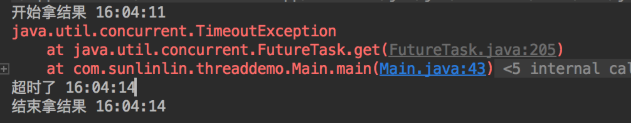 开始拿结果 16:04:11
java.util.concurrent.TimeoutException
at java.util.concurrent.FutureTask.get(FutureTask.java:205)
at com.sunlinlin.threaddemo.Main.main(Main.java:43) <5 internal cal
超时了 16:04:14
结束拿结果 16:04:14